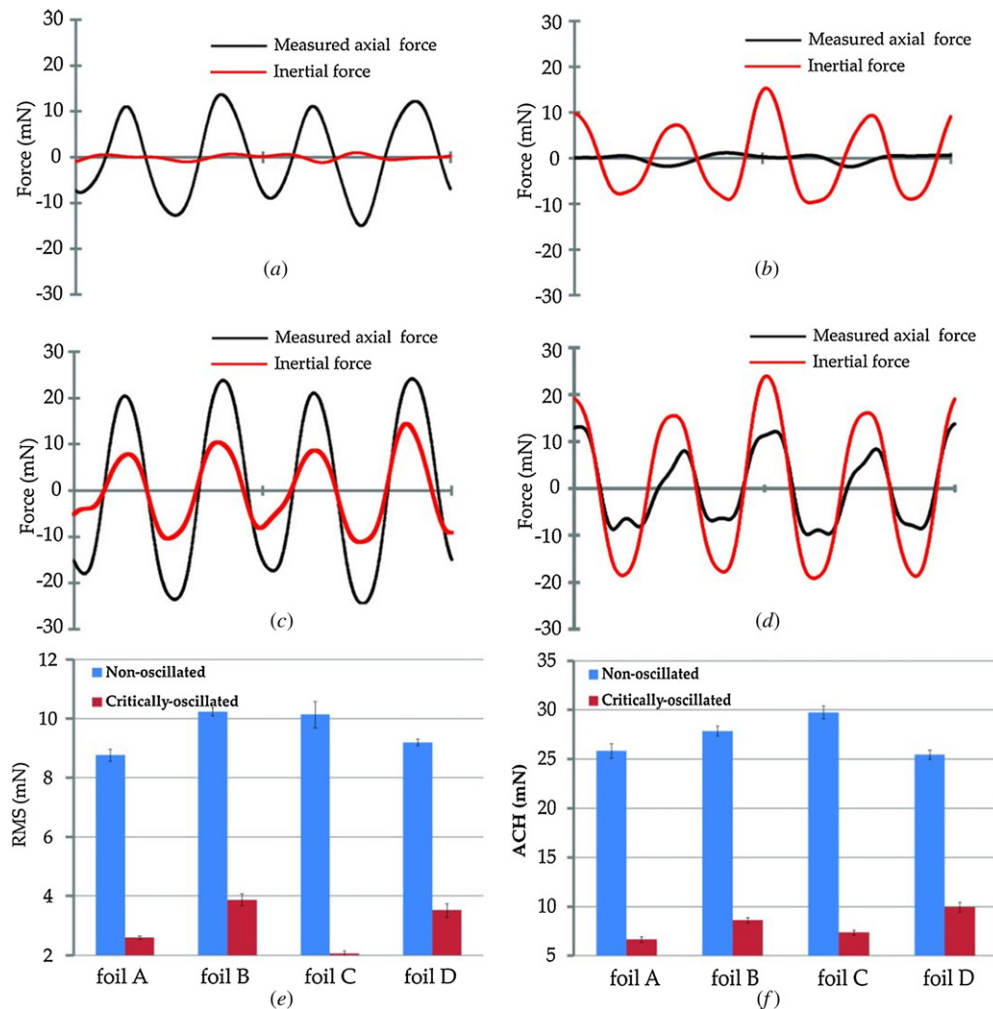 Measured axial force
Inertial force
Force (mN)
30
20
10
0
-10
-20
-30
(a)
Measured axial force
Inertial force
Force (mN)
30
20
10
0
-10
-20
-30
(b)
Measured axial force
Inertial force
Force (mN)
30
20
10
0
-10
-20
-30
(c)
Measured axial force
Inertial force
Force (mN)
30
20
10
0
-10
-20
-30
(d)
Non-oscillated
Critically-oscillated
RMS (mN)
12
10
8
6
4
2
foil A foil B foil C foil D
(e)
Non-oscillated
Critically-oscillated
ACH (mN)
35
30
25
20
15
10
5
foil A foil B foil C foil D
(f)